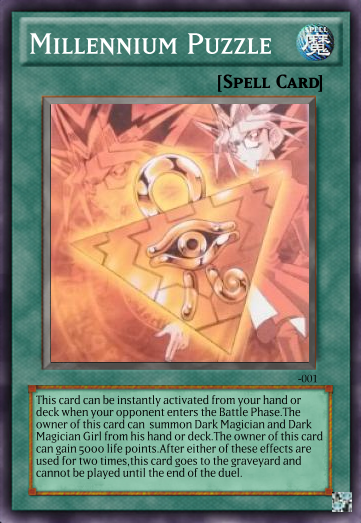 Millennium Puzzle
SPELL
魔
[Spell Card]
-001
This card can be instantly activated from your hand or
deck when your opponent enters the Battle Phase.The
owner of this card can summon Dark Magician and Dark
Magician Girl from his hand or deck.The owner of this card
can gain 5000 life points.After either of these effects are
used for two times,this card goes to the graveyard and
cannot be played until the end of the duel.